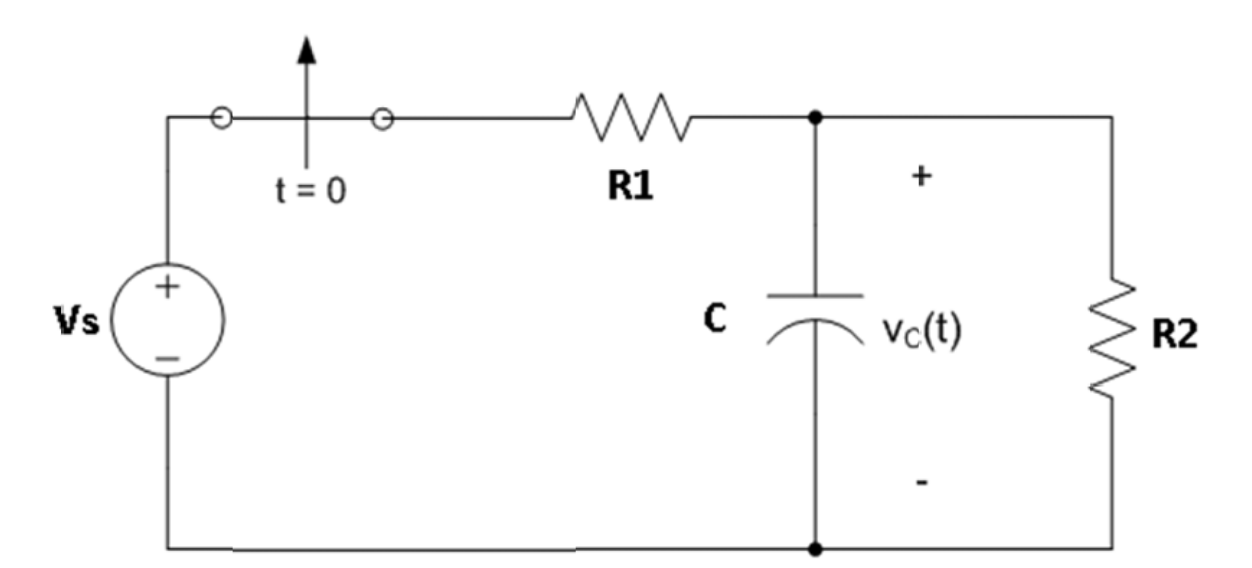 t = 0
R1
+
+
Vs
−
C
vC(t)
R2
-